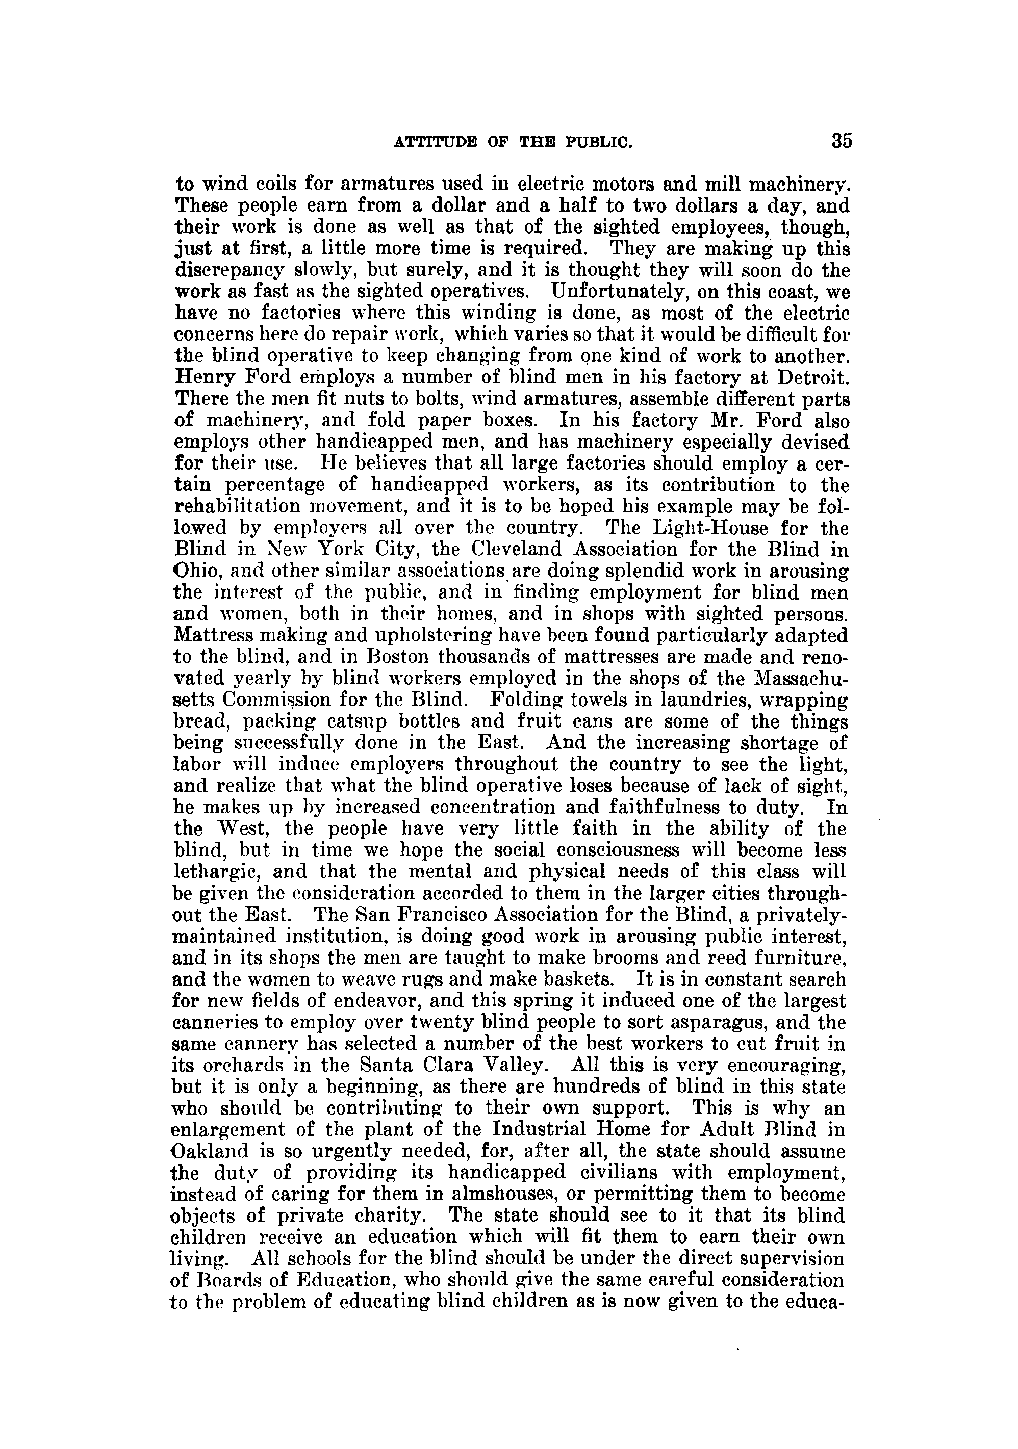 ATTITUDE OF THE PUBLIC. 35
to wind coils for armatures used in electric motors and mill machinery.
These people earn from a dollar and a half to two dollars a day, and
their work is done as well as that of the sighted employees, though,
just at first, a little more time is required. They are making up this
discrepancy slowly, but surely, and it is thought they will soon do the
work as fast as the sighted operatives. Unfortunately, on this coast, we
have no factories where this winding is done, as most of the electric
concerns here do repair work, which varies so that it would be difficult for
the blind operative to keep changing from one kind of work to another.
Henry Ford employs a number of blind men in his factory at Detroit.
There the men fit nuts to bolts, wind armatures, assemble different parts
of machinery, and fold paper boxes. In his factory Mr. Ford also
employs other handicapped men, and has machinery especially devised
for their use. He believes that all large factories should employ a cer-
tain percentage of handicapped workers, as its contribution to the
rehabilitation movement, and it is to be hoped his example may be fol-
lowed by employers all over the country. The Light-House for the
Blind in New York City, the Cleveland Association for the Blind in
Ohio, and other similar associations are doing splendid work in arousing
the interest of the public, and in finding employment for blind men
and women, both in their homes, and in shops with sighted persons.
Mattress making and upholstering have been found particularly adapted
to the blind, and in Boston thousands of mattresses are made and reno-
vated yearly by blind workers employed in the shops of the Massachu-
setts Commission for the Blind. Folding towels in laundries, wrapping
bread, packing catsup bottles and fruit cans are some of the things
being successfully done in the East. And the increasing shortage of
labor will induce employers throughout the country to see the light,
and realize that what the blind operative loses because of lack of sight,
he makes up by increased concentration and faithfulness to duty. In
the West, the people have very little faith in the ability of the
blind, but in time we hope the social consciousness will become less
lethargic, and that the mental and physical needs of this class will
be given the consideration accorded to them in the larger cities through-
out the East. The San Francisco Association for the Blind, a privately-
maintained institution, is doing good work in arousing public interest,
and in its shops the men are taught to make brooms and reed furniture,
and the women to weave rugs and make baskets. It is in constant search
for new fields of endeavor, and this spring it induced one of the largest
canneries to employ over twenty blind people to sort asparagus, and the
same cannery has selected a number of the best workers to cut fruit in
its orchards in the Santa Clara Valley. All this is very encouraging,
but it is only a beginning, as there are hundreds of blind in this state
who should be contributing to their own support. This is why an
enlargement of the plant of the Industrial Home for Adult Blind in
Oakland is so urgently needed, for, after all, the state should assume
the duty of providing its handicapped civilians with employment,
instead of caring for them in almshouses, or permitting them to become
objects of private charity. The state should see to it that its blind
children receive an education which will fit them to earn their own
living. All schools for the blind should be under the direct supervision
of Boards of Education, who should give the same careful consideration
to the problem of educating blind children as is now given to the educa-